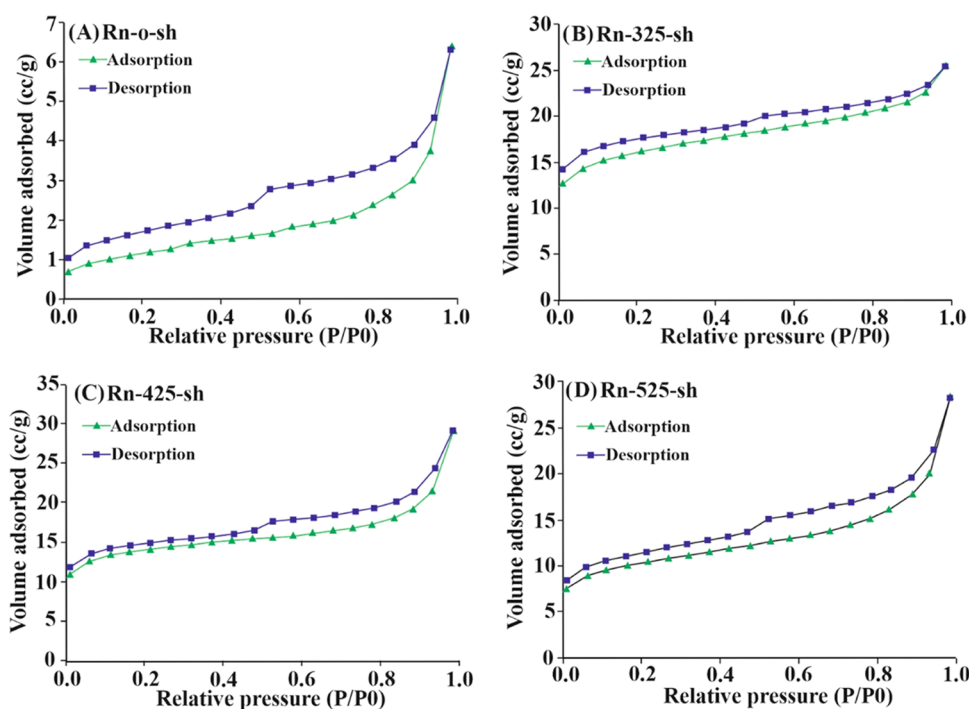 (A) Rn-o-sh
Adsorption
Desorption
Volume adsorbed (cc/g)
7
6
5
4
3
2
1
0
0.0 0.2 0.4 0.6 0.8 1.0
Relative pressure (P/P0)
(B) Rn-325-sh
Adsorption
Desorption
Volume adsorbed (cc/g)
30
25
20
15
10
5
0
0.0 0.2 0.4 0.6 0.8 1.0
Relative pressure (P/P0)
(C) Rn-425-sh
Adsorption
Desorption
Volume adsorbed (cc/g)
35
30
25
20
15
10
5
0
0.0 0.2 0.4 0.6 0.8 1.0
Relative pressure (P/P0)
(D) Rn-525-sh
Adsorption
Desorption
Volume adsorbed (cc/g)
30
25
20
15
10
5
0
0.0 0.2 0.4 0.6 0.8 1.0
Relative pressure (P/P0)